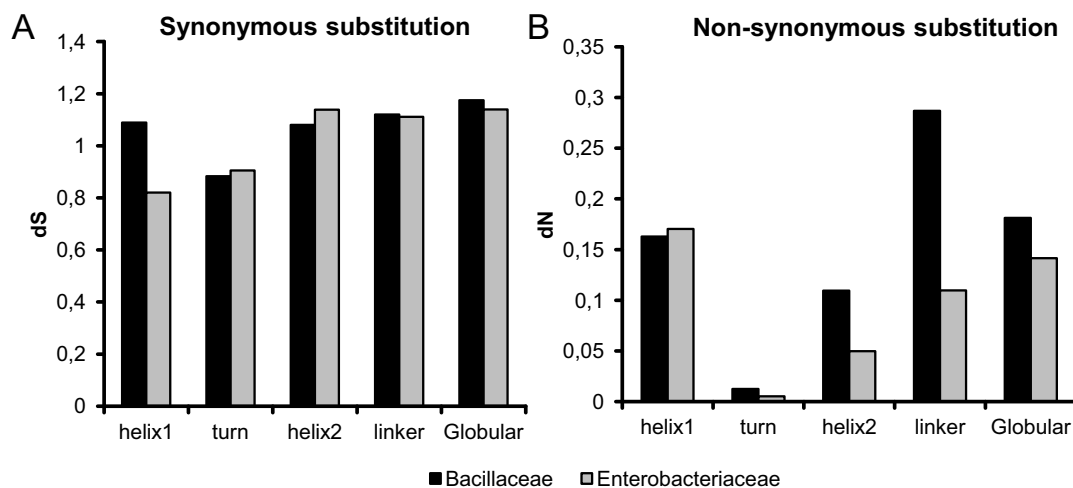 A
Synonymous substitution
1,4
1,2
1
0,8
0,6
0,4
0,2
0
dS
helix1 turn helix2 linker Globular
B
Non-synonymous substitution
0,35
0,3
0,25
0,2
0,15
0,1
0,05
0
dN
helix1 turn helix2 linker Globular
Bacillaceae Enterobacteriaceae